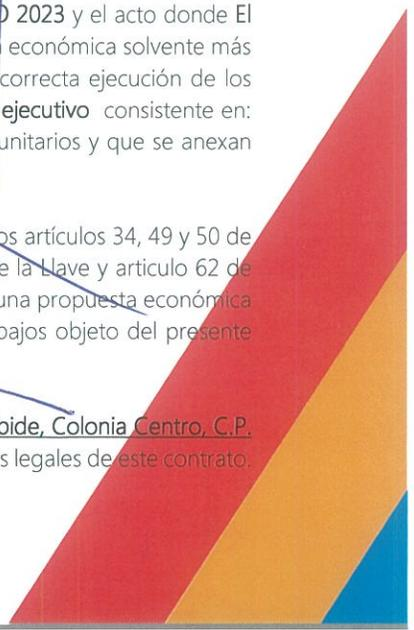 2023 y el acto donde El
económica solvente más
correcta ejecución de los
ejecutivo consistente en:
unitarios y que se anexan
os artículos 34, 49 y 50 de
e la Llave y articulo 62 de
una propuesta económica
bajos objeto del presente
bide, Colonia Centro, C.P.
s legales de este contrato.